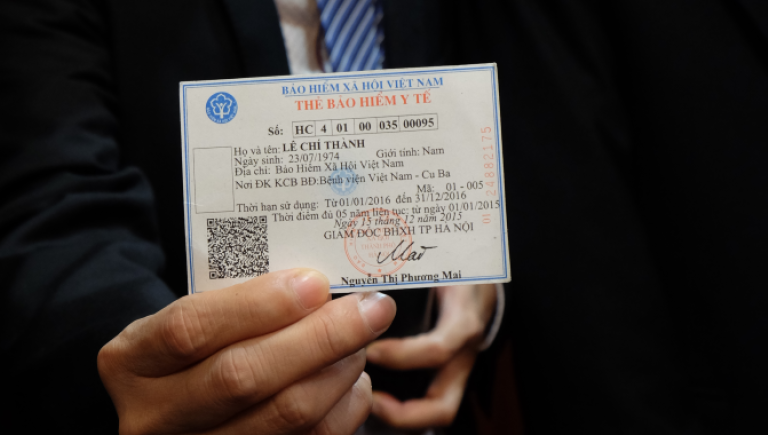 BẢO HIỂM XÃ HỘI VIỆT NAM
THẺ BẢO HIỂM Y TẾ
Số: HC 4 01 00 035 00095
Họ và tên: LÊ CHÍ THÀNH
Ngày sinh: 23/07/1974 Giới tính: Nam
Địa chỉ: Bảo Hiểm Xã Hội Việt Nam
Nơi ĐK KCB BĐ:Bệnh viện Việt Nam - Cu Ba
Mã: 01 - 005
Thời hạn sử dụng: Từ 01/01/2016 đến 31/12/2016
Thời điểm đủ 05 năm liên tục: từ ngày 01/01/2015
Ngày 15 tháng 12 năm 2015
GIÁM ĐỐC BHXH TP HÀ NỘI
Nguyễn Thị Phương Mai
01 24882175